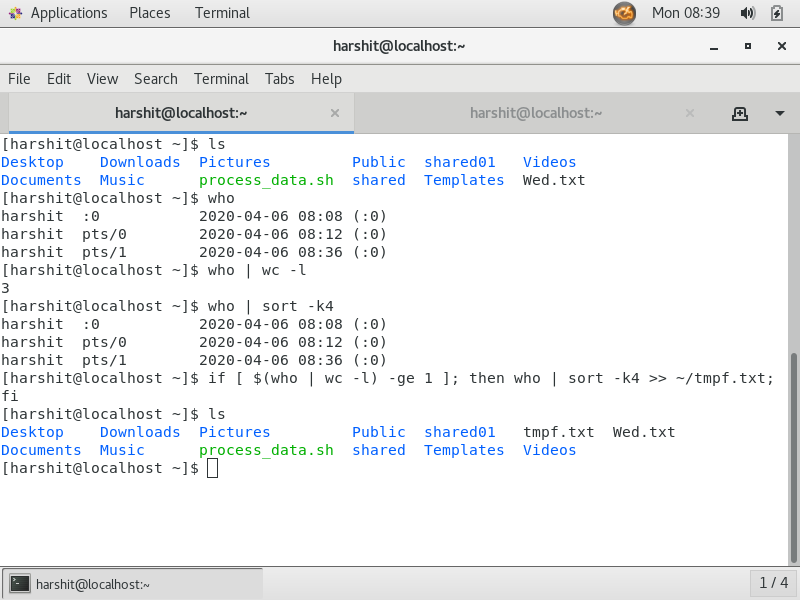 Applications Places Terminal Mon 08:39
harshit@localhost:~
File Edit View Search Terminal Tabs Help
harshit@localhost:~ × harshit@localhost:~ ×
[harshit@localhost ~]$ ls
Desktop    Downloads  Pictures         Public  shared01   Videos
Documents  Music      process_data.sh  shared  Templates  Wed.txt
[harshit@localhost ~]$ who
harshit  :0           2020-04-06 08:08 (:0)
harshit  pts/0        2020-04-06 08:12 (:0)
harshit  pts/1        2020-04-06 08:36 (:0)
[harshit@localhost ~]$ who | wc -l
3
[harshit@localhost ~]$ who | sort -k4
harshit  :0           2020-04-06 08:08 (:0)
harshit  pts/0        2020-04-06 08:12 (:0)
harshit  pts/1        2020-04-06 08:36 (:0)
[harshit@localhost ~]$ if [ $(who | wc -l) -ge 1 ]; then who | sort -k4 >> ~/tmpf.txt;
fi
[harshit@localhost ~]$ ls
Desktop    Downloads  Pictures         Public  shared01   tmpf.txt  Wed.txt
Documents  Music      process_data.sh  shared  Templates  Videos
[harshit@localhost ~]$
harshit@localhost:~ 1 / 4